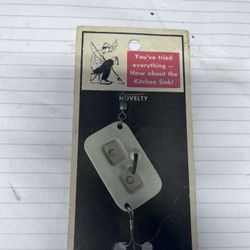 You've tried
everything —
How about the
Kitchen Sink!
NOVELTY